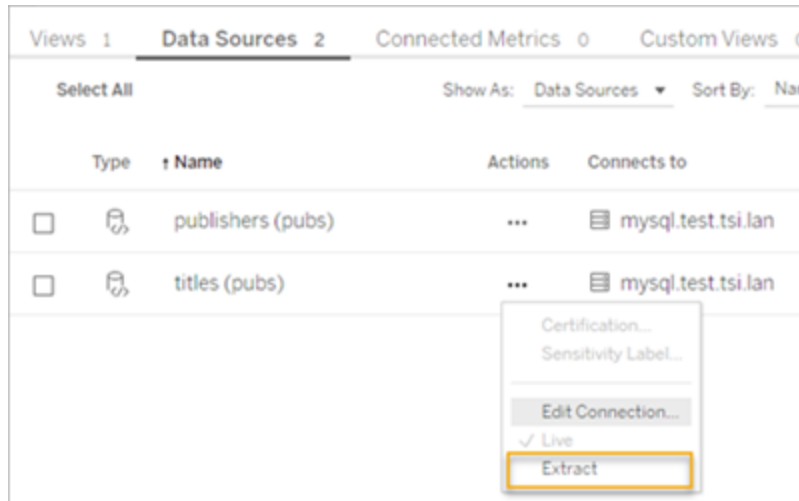 Views 1 Data Sources 2 Connected Metrics 0 Custom Views
Select All Show As: Data Sources Sort By:
Type ↑ Name Actions Connects to
publishers (pubs) ... mysql.test.tsi.lan
titles (pubs) ... mysql.test.tsi.lan
Certification...
Sensitivity Label...
Edit Connection...
✓ Live
Extract